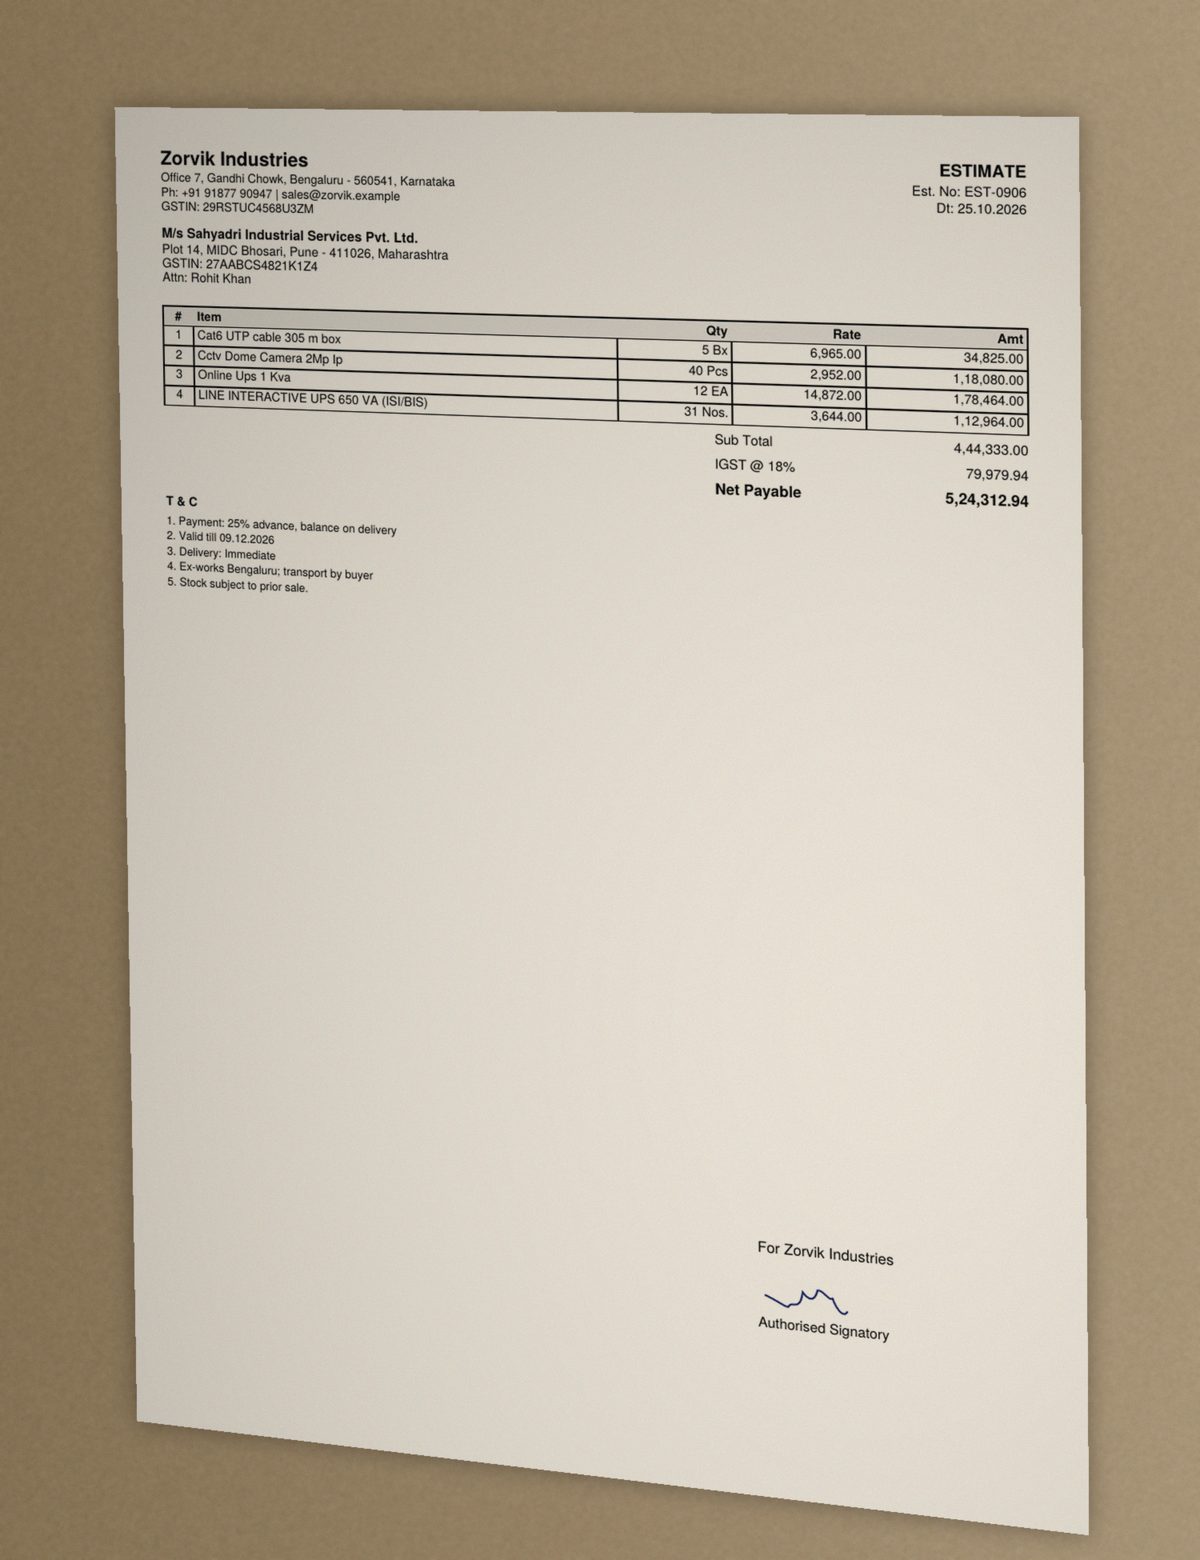 Zorvik Industries
Office 7, Gandhi Chowk, Bengaluru - 560541, Karnataka
Ph: +91 91877 90947 | sales@zorvik.example
GSTIN: 29RSTUC4568U3ZM
ESTIMATE
Est. No: EST-0906
Dt: 25.10.2026
M/s Sahyadri Industrial Services Pvt. Ltd.
Plot 14, MIDC Bhosari, Pune - 411026, Maharashtra
GSTIN: 27AABCS4821K1Z4
Attn: Rohit Khan
# Item Qty Rate Amt
1 Cat6 UTP cable 305 m box 5 Bx 6,965.00 34,825.00
2 Cctv Dome Camera 2Mp Ip 40 Pcs 2,952.00 1,18,080.00
3 Online Ups 1 Kva 12 EA 14,872.00 1,78,464.00
4 LINE INTERACTIVE UPS 650 VA (ISI/BIS) 31 Nos. 3,644.00 1,12,964.00
Sub Total 4,44,333.00
IGST @ 18% 79,979.94
Net Payable 5,24,312.94
T & C
1. Payment: 25% advance, balance on delivery
2. Valid till 09.12.2026
3. Delivery: Immediate
4. Ex-works Bengaluru; transport by buyer
5. Stock subject to prior sale.
For Zorvik Industries
Authorised Signatory